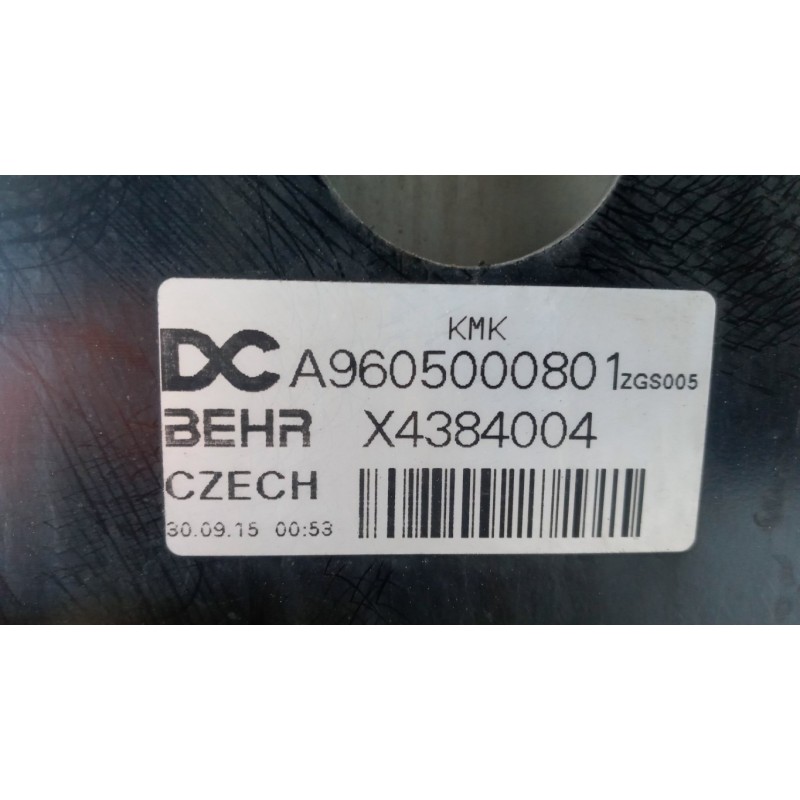 KMK
DC A9605000801 ZGS005
BEHR X4384004
CZECH
30.09.15 00:53